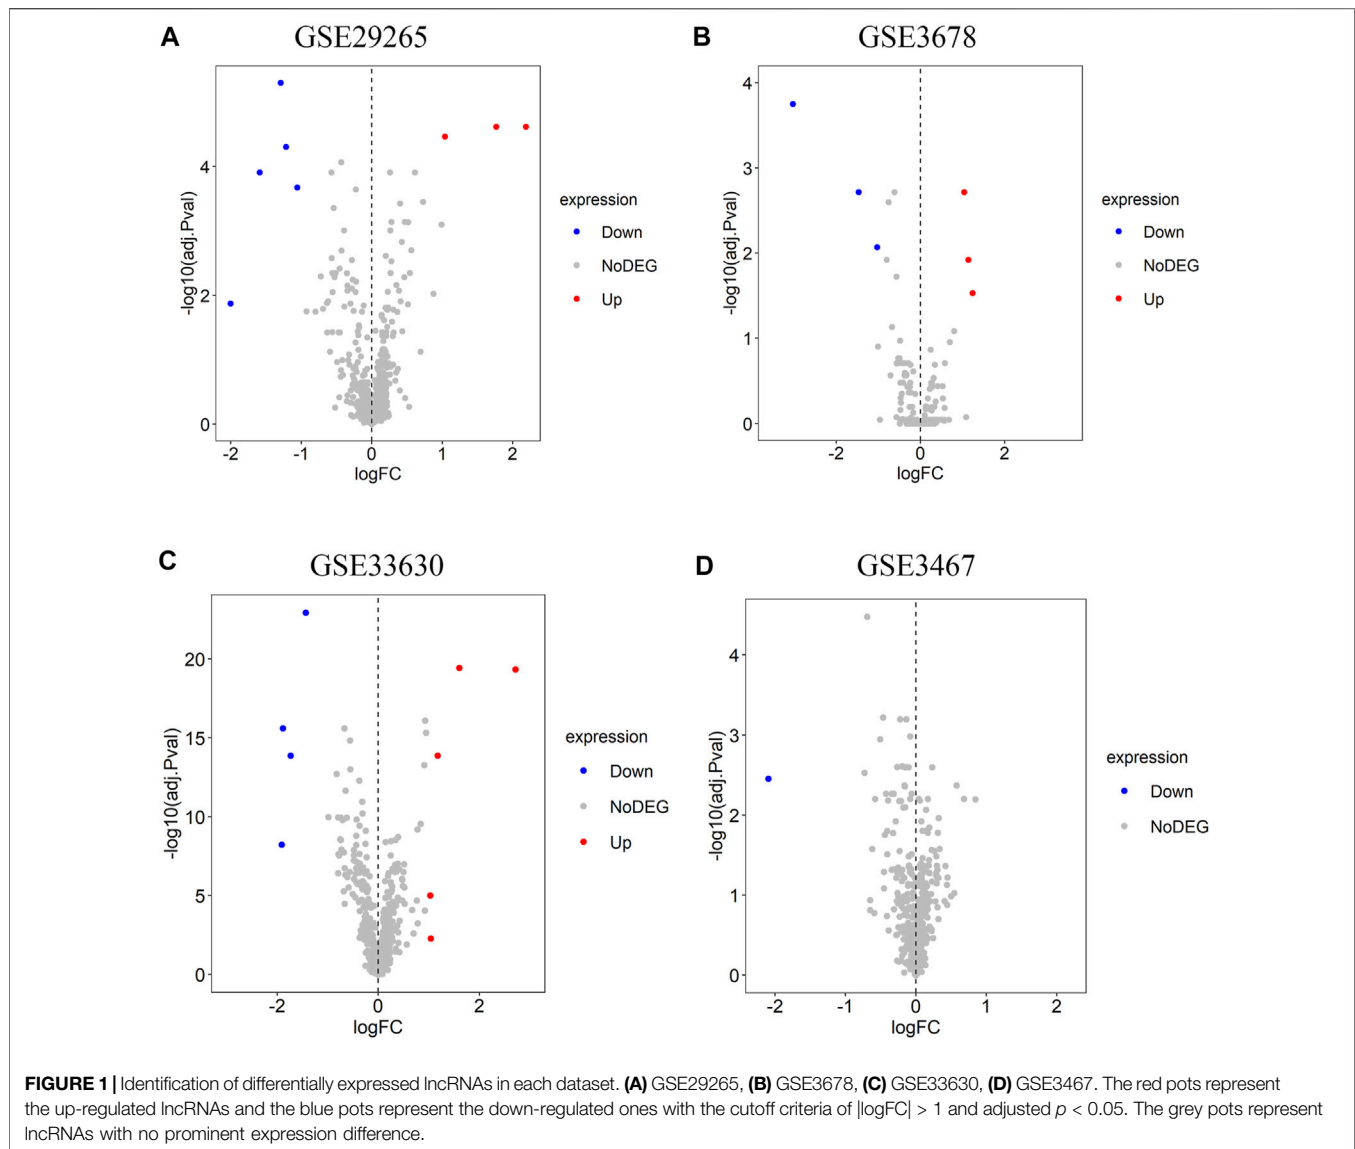 A
GSE29265
-log10(adj.Pval)
4
2
0
-2
-1
0
1
2
logFC
expression
Down
NoDEG
Up
B
GSE3678
-log10(adj.Pval)
4
3
2
1
0
-2
0
2
logFC
expression
Down
NoDEG
Up
C
GSE33630
-log10(adj.Pval)
20
15
10
5
0
-2
0
2
logFC
expression
Down
NoDEG
Up
D
GSE3467
-log10(adj.Pval)
4
3
2
1
0
-2
-1
0
1
2
logFC
expression
Down
NoDEG
FIGURE 1 | Identification of differentially expressed lncRNAs in each dataset. (A) GSE29265, (B) GSE3678, (C) GSE33630, (D) GSE3467. The red pots represent
the up-regulated lncRNAs and the blue pots represent the down-regulated ones with the cutoff criteria of |logFC| > 1 and adjusted p < 0.05. The grey pots represent
lncRNAs with no prominent expression difference.